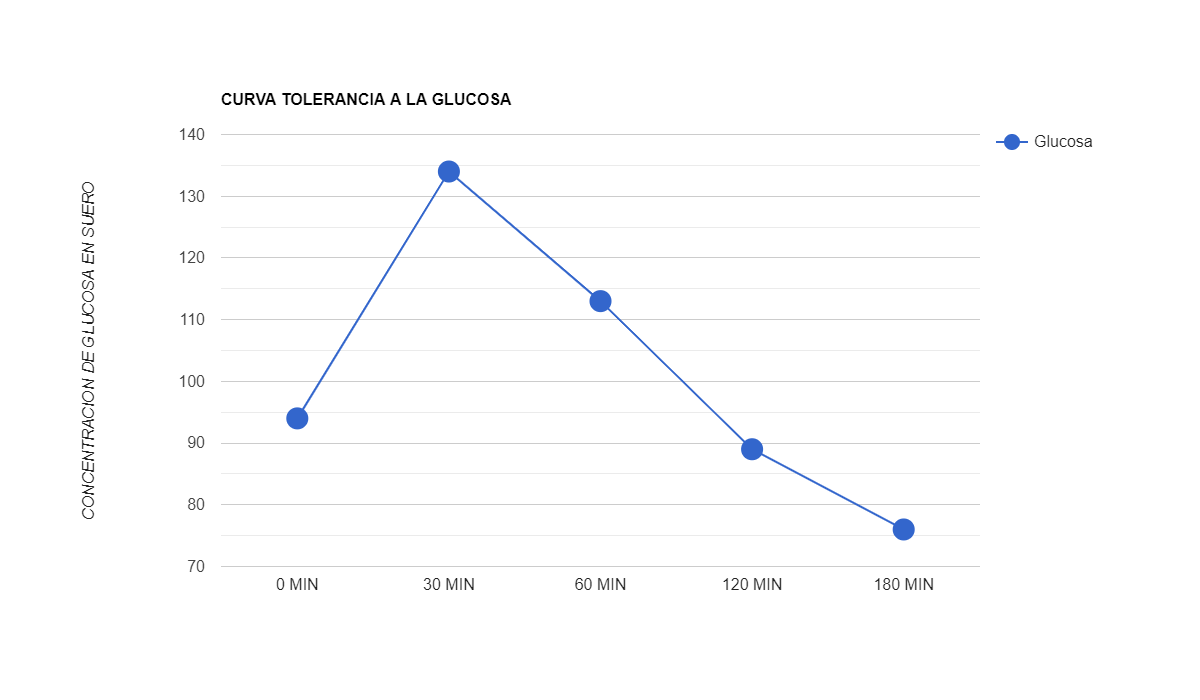 CURVA TOLERANCIA A LA GLUCOSA
Glucosa
CONCENTRACION DE GLUCOSA EN SUERO
140
130
120
110
100
90
80
70
0 MIN
30 MIN
60 MIN
120 MIN
180 MIN